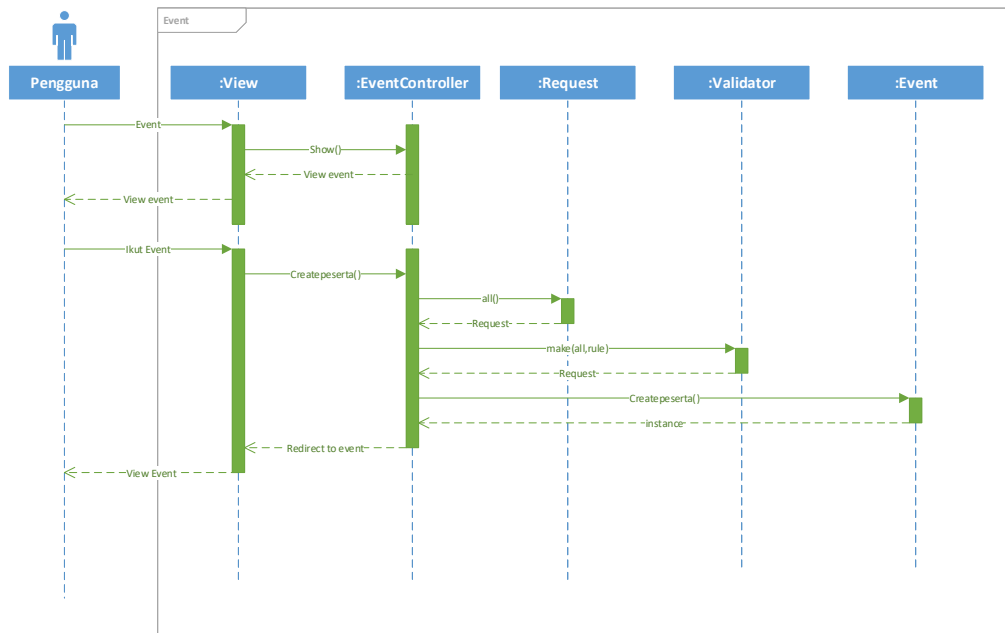 Event
Pengguna
:View
:EventController
:Request
:Validator
:Event
Event
Show()
View event
View event
Ikut Event
Createpeserta()
all()
Request
make(all,rule)
Request
Createpeserta()
instance
Redirect to event
View Event